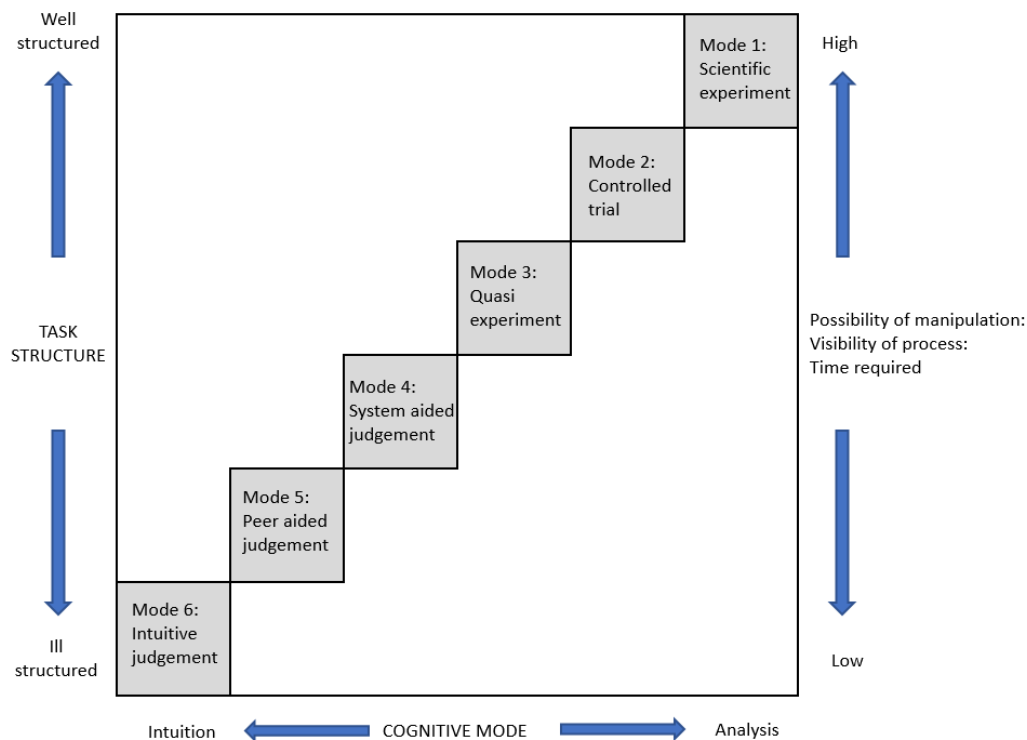 Well
structured
High
Mode 1:
Scientific
experiment
Mode 2:
Controlled
trial
Mode 3:
Quasi
experiment
TASK
STRUCTURE
Possibility of manipulation:
Visibility of process:
Time required
Mode 4:
System aided
judgement
Mode 5:
Peer aided
judgement
Mode 6:
Intuitive
judgement
Ill
structured
Low
Intuition
COGNITIVE MODE
Analysis